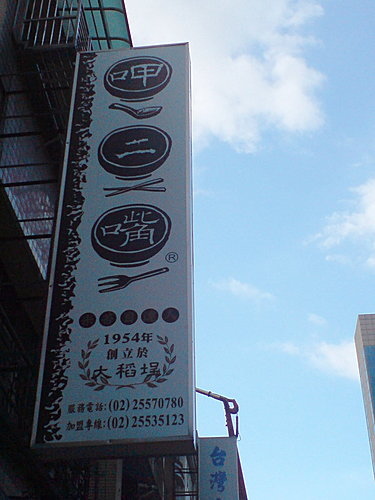 呷
二
嘴
®
1954年
創立於
大稻埕
服務電話:(02)25570780
加盟專線:(02)25535123
台灣